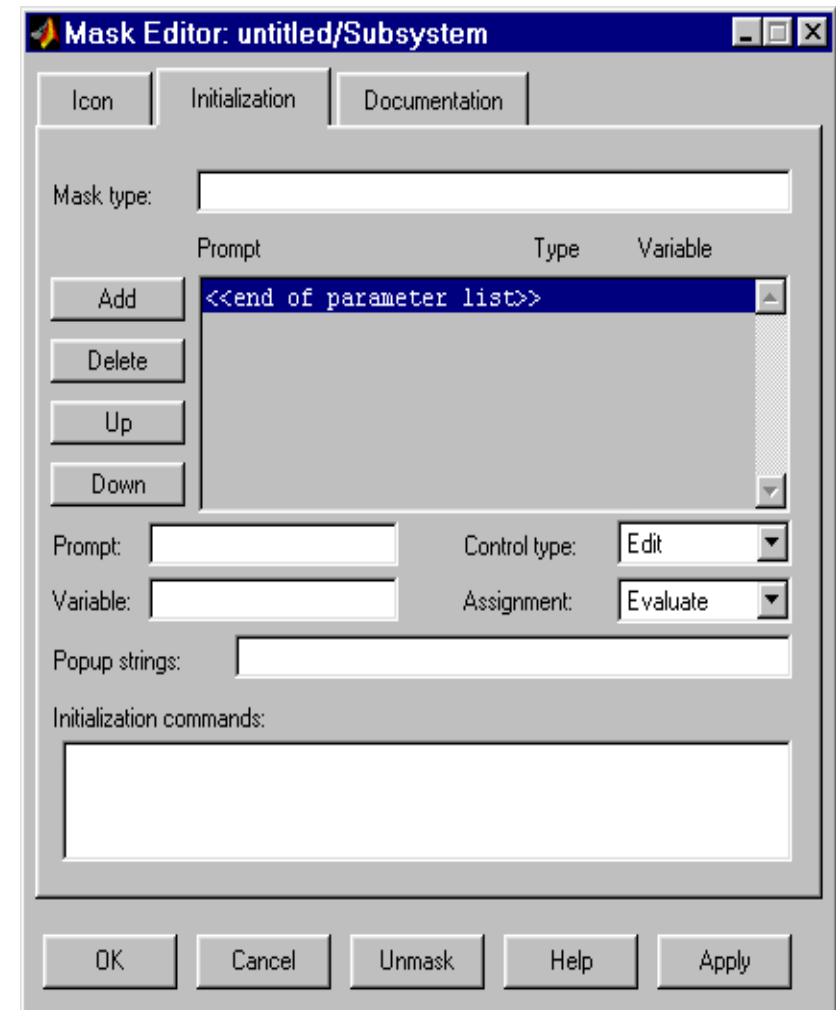 Mask Editor: untitled/Subsystem
Icon Initialization Documentation
Mask type:
Prompt Type Variable
Add <<end of parameter list>>
Delete
Up
Down
Prompt: Control type: Edit
Variable: Assignment: Evaluate
Popup strings:
Initialization commands:
OK Cancel Unmask Help Apply